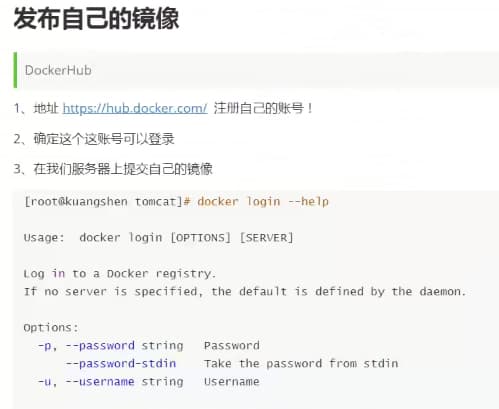 发布自己的镜像
DockerHub
1、地址 https://hub.docker.com/ 注册自己的账号！
2、确定这个这账号可以登录
3、在我们服务器上提交自己的镜像
[root@kuangshen tomcat]# docker login --help
Usage:  docker login [OPTIONS] [SERVER]
Log in to a Docker registry.
If no server is specified, the default is defined by the daemon.
Options:
  -p, --password string   Password
      --password-stdin    Take the password from stdin
  -u, --username string   Username